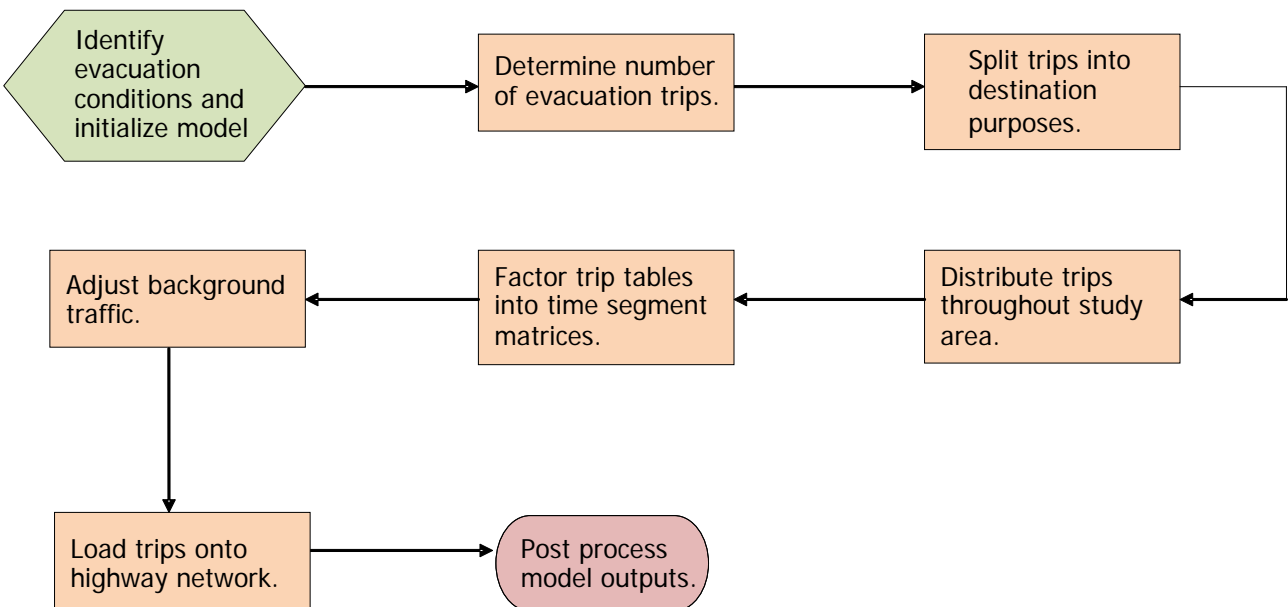 Identify
evacuation
conditions and
initialize model
Determine number
of evacuation trips.
Split trips into
destination
purposes.
Distribute trips
throughout study
area.
Factor trip tables
into time segment
matrices.
Adjust background
traffic.
Load trips onto
highway network.
Post process
model outputs.